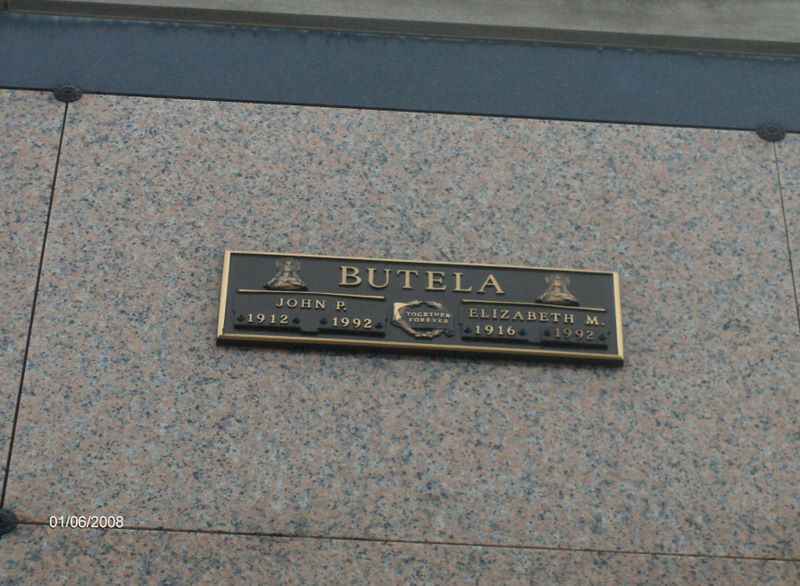 BUTELA
JOHN P.
1912 1992
TOGETHER
FOREVER
ELIZABETH M.
1916 1992
01/06/2008